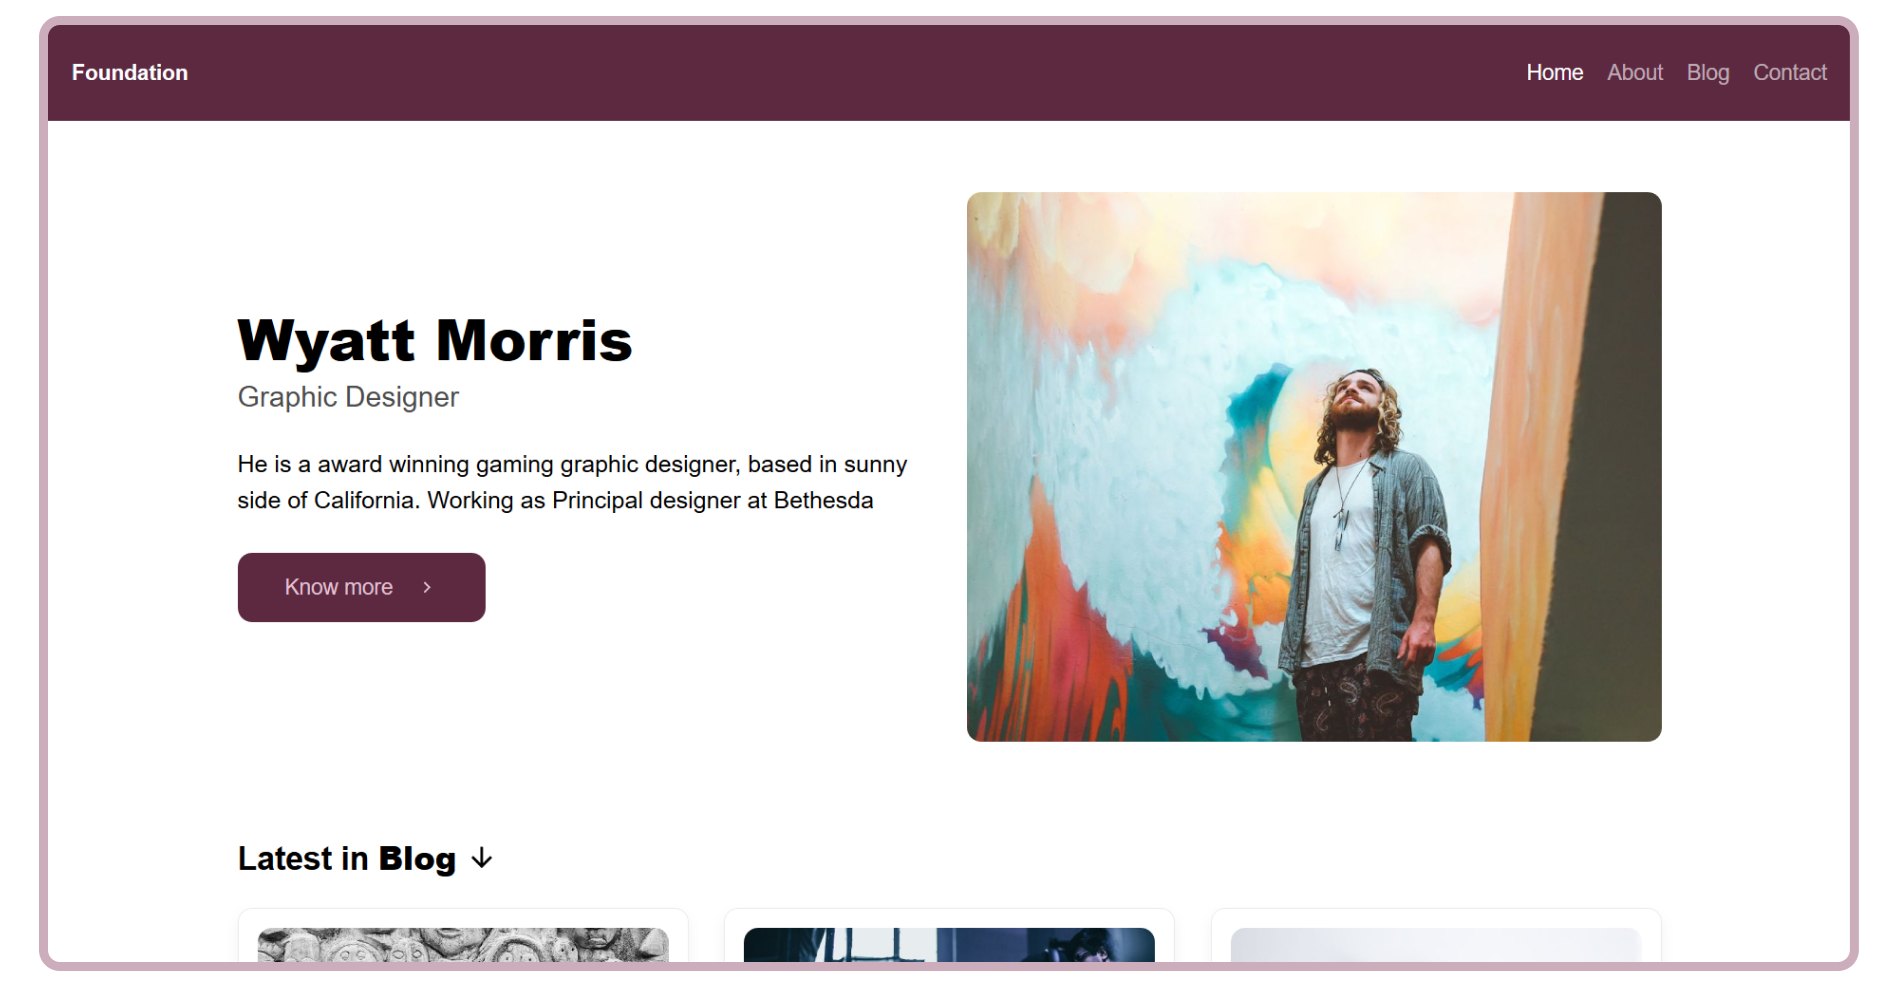 Foundation
Home About Blog Contact
Wyatt Morris
Graphic Designer
He is a award winning gaming graphic designer, based in sunny
side of California. Working as Principal designer at Bethesda
Know more
Latest in Blog